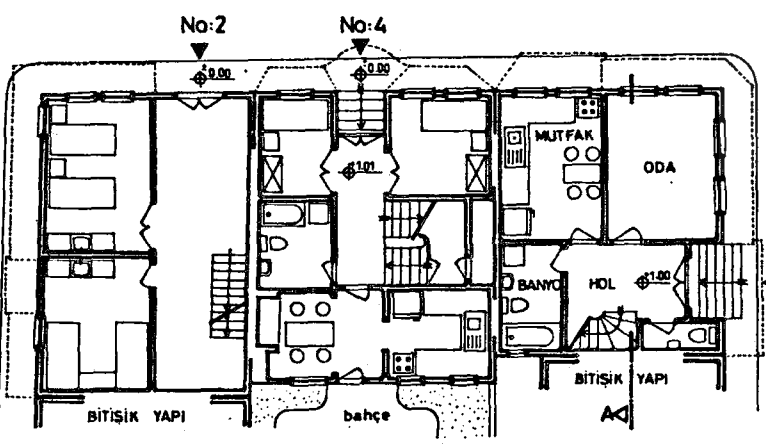 No:2
No:4
±0.00
±0.00
MUTFAK
ODA
+1.01
BANYO
HOL
+1.00
BİTİŞİK YAPI
bahçe
BİTİŞİK YAPI
A